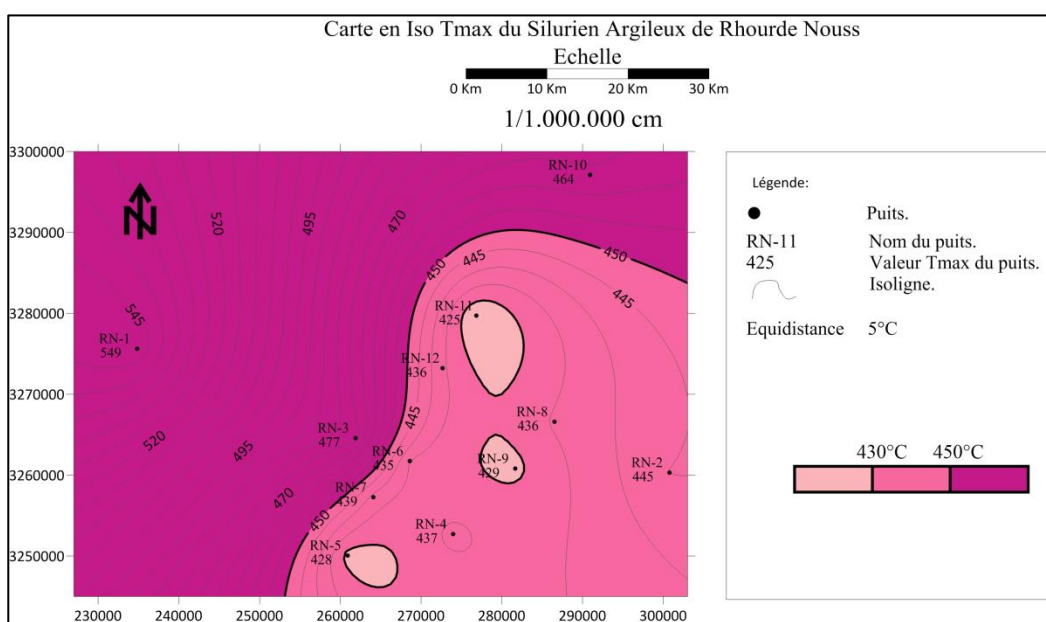 Carte en Iso Tmax du Silurien Argileux de Rhourde Nouss
Echelle
0 Km 10 Km 20 Km 30 Km
1/1.000.000 cm
3300000
3290000
3280000
3270000
3260000
3250000
230000 240000 250000 260000 270000 280000 290000 300000
N
RN-10
464
520
495
470
450
445
450
445
545
RN-1
549
RN-11
425
RN-12
436
445
RN-8
436
RN-3
477
RN-6
435
RN-9
429
RN-2
445
520
495
470
RN-7
439
450
RN-4
437
RN-5
428
Légende:
Puits.
RN-11 Nom du puits.
425 Valeur Tmax du puits.
Isoligne.
Equidistance 5°C
430°C 450°C